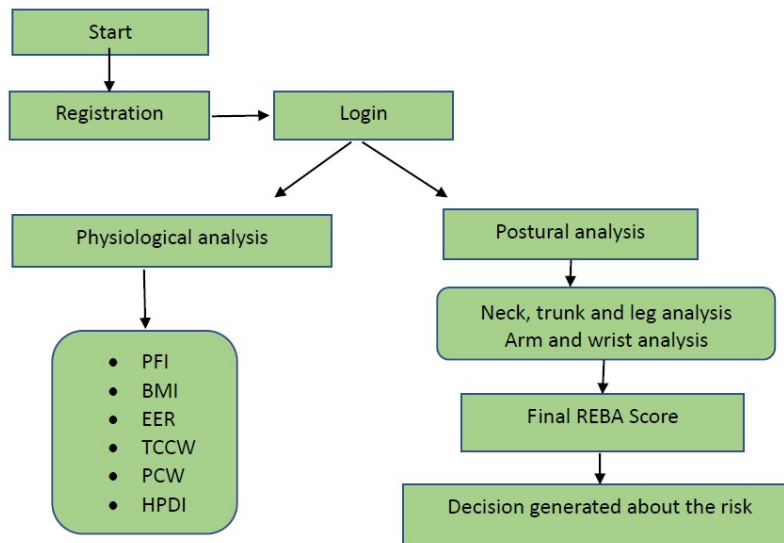 Start
Registration
Login
Physiological analysis
Postural analysis
Neck, trunk and leg analysis
Arm and wrist analysis
• PFI
• BMI
• EER
• TCCW
• PCW
• HPDI
Final REBA Score
Decision generated about the risk